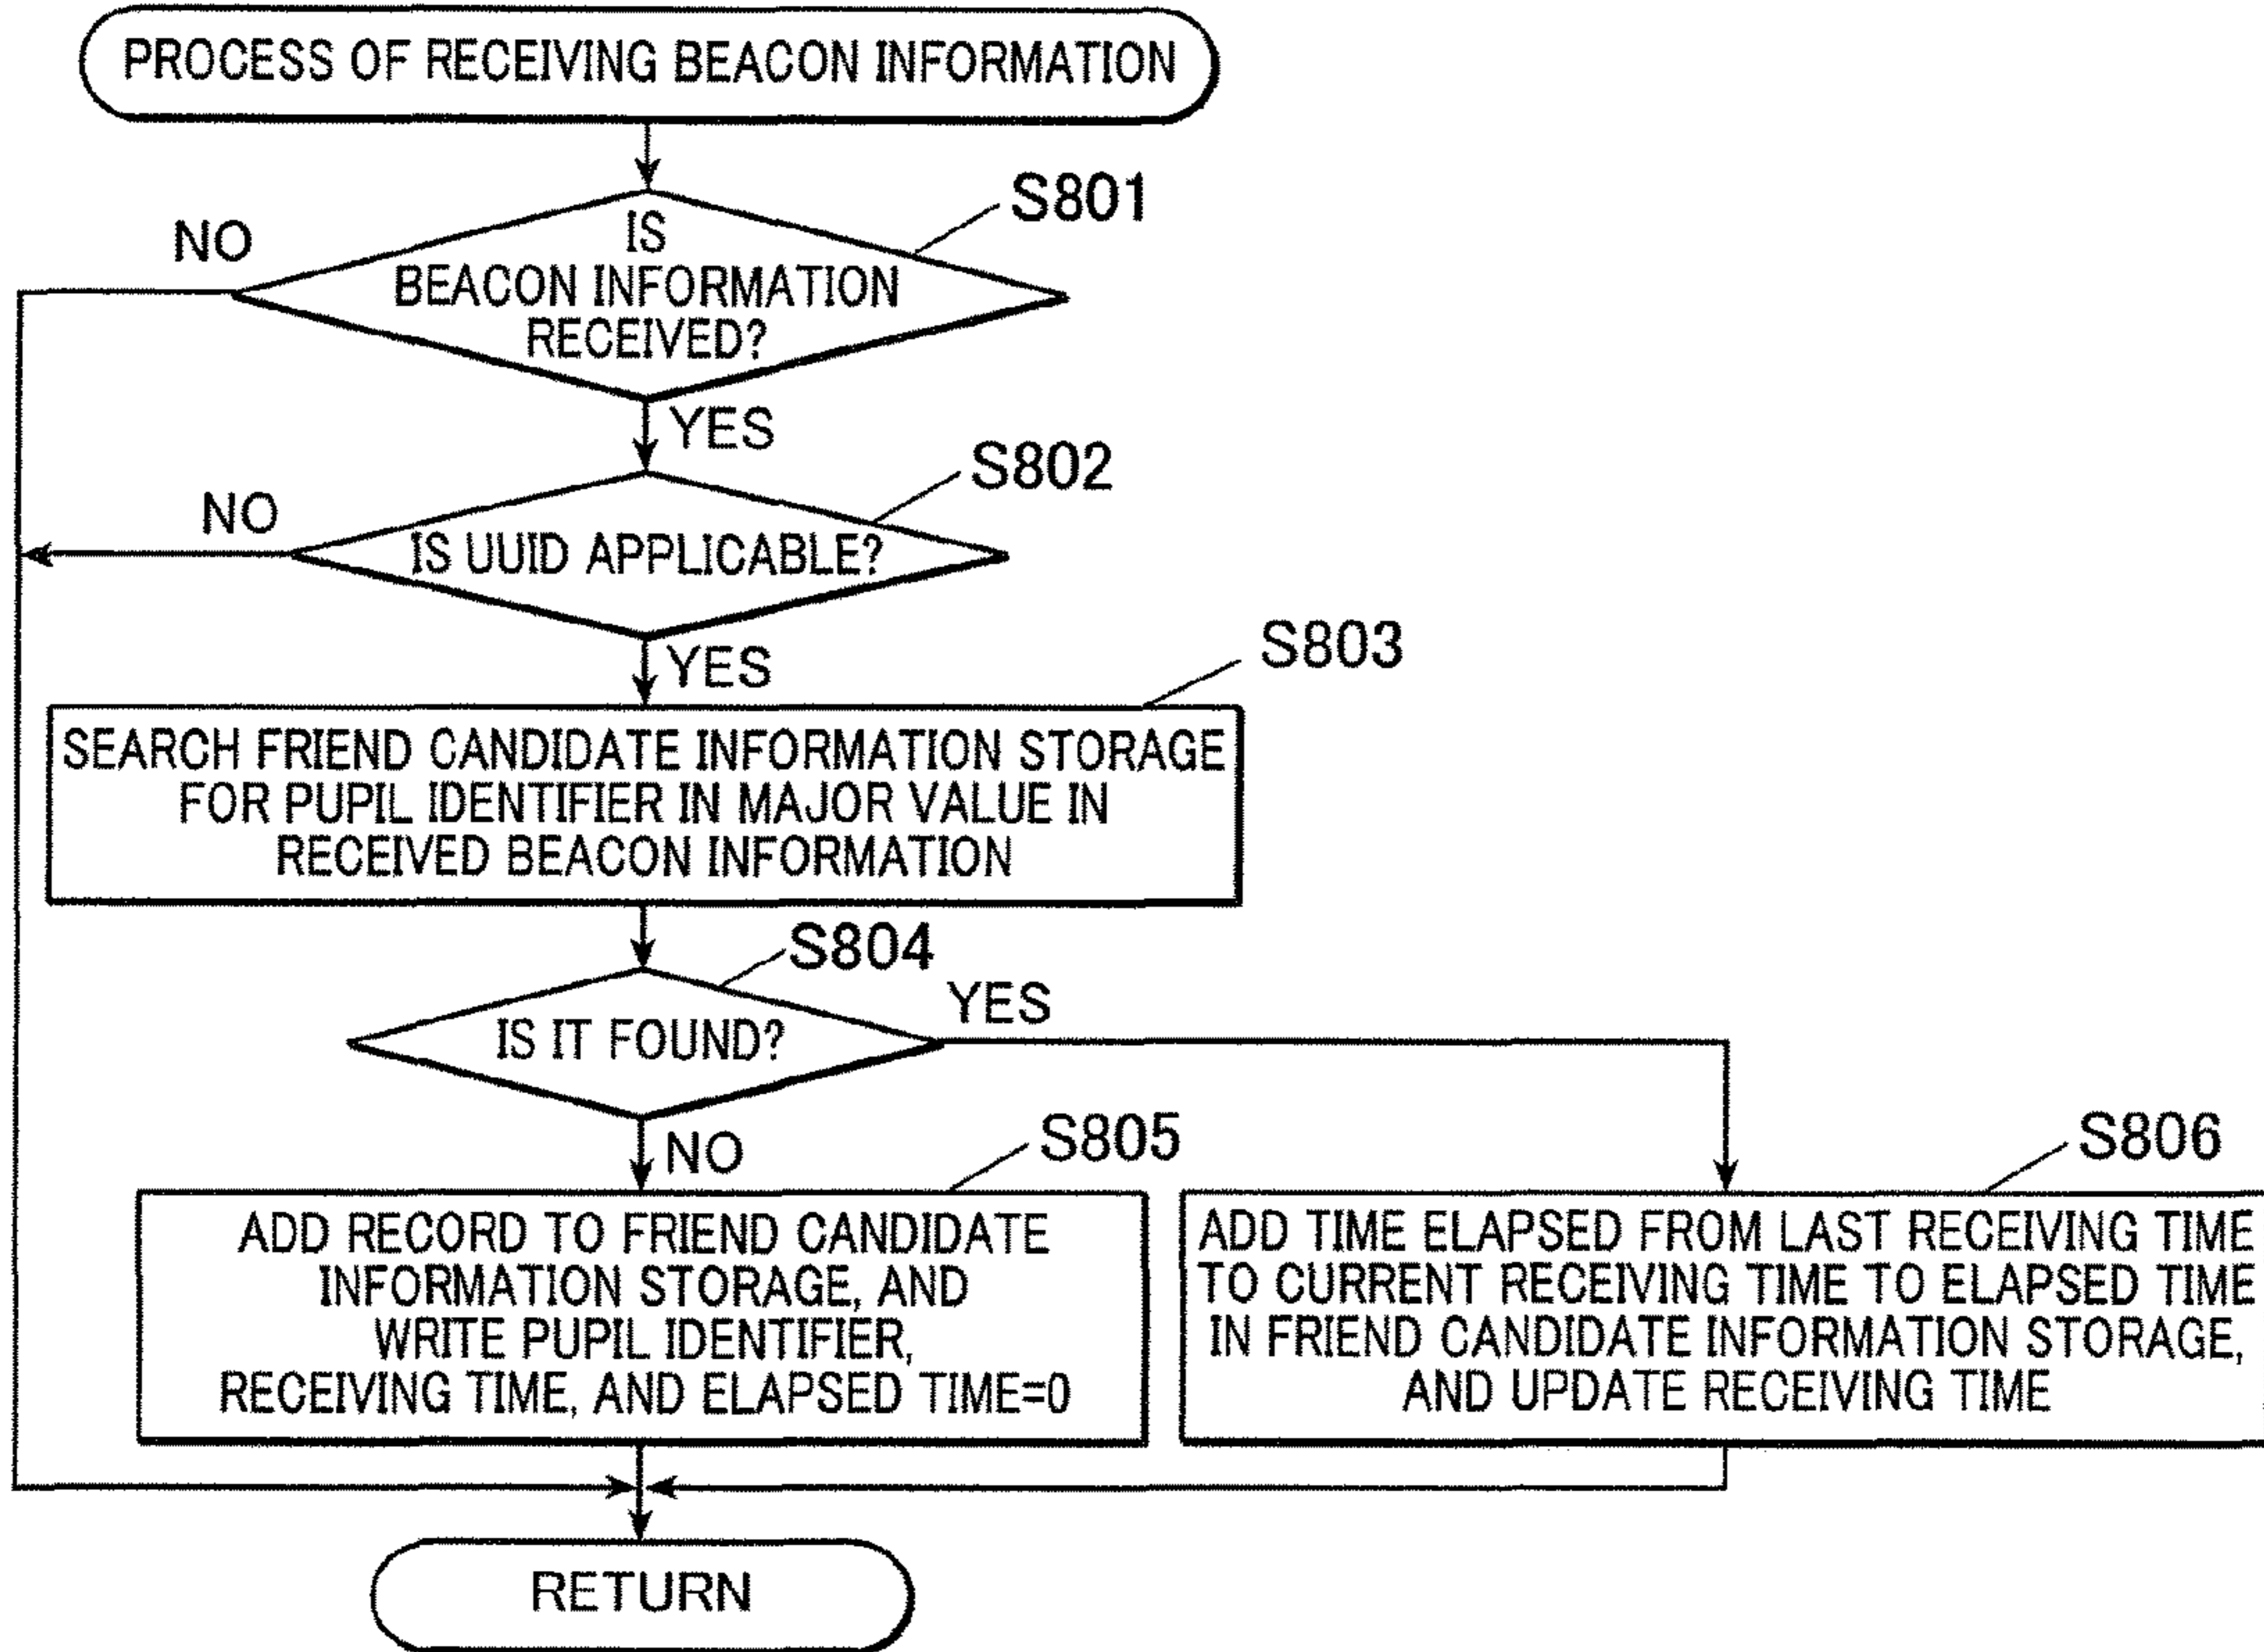 PROCESS OF RECEIVING BEACON INFORMATION
S801
NO
IS
BEACON INFORMATION
RECEIVED?
YES
S802
NO
IS UUID APPLICABLE?
YES
S803
SEARCH FRIEND CANDIDATE INFORMATION STORAGE
FOR PUPIL IDENTIFIER IN MAJOR VALUE IN
RECEIVED BEACON INFORMATION
S804
YES
IS IT FOUND?
NO
S805
ADD RECORD TO FRIEND CANDIDATE
INFORMATION STORAGE, AND
WRITE PUPIL IDENTIFIER,
RECEIVING TIME, AND ELAPSED TIME=0
S806
ADD TIME ELAPSED FROM LAST RECEIVING TIME
TO CURRENT RECEIVING TIME TO ELAPSED TIME
IN FRIEND CANDIDATE INFORMATION STORAGE,
AND UPDATE RECEIVING TIME
RETURN